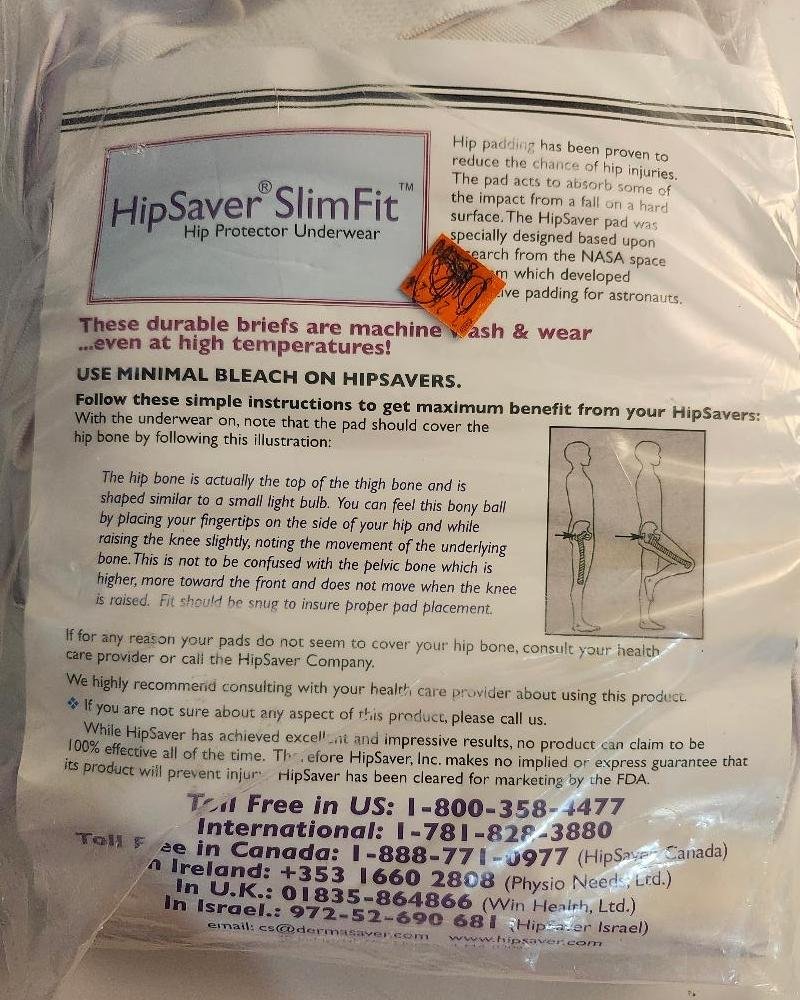 HipSaver® SlimFit™
Hip Protector Underwear
Hip padding has been proven to
reduce the chance of hip injuries.
The pad acts to absorb some of
the impact from a fall on a hard
surface. The HipSaver pad was
specially designed based upon
earch from the NASA space
m which developed
ive padding for astronauts.
These durable briefs are machine ash & wear
...even at high temperatures!
USE MINIMAL BLEACH ON HIPSAVERS.
Follow these simple instructions to get maximum benefit from your HipSavers:
With the underwear on, note that the pad should cover the
hip bone by following this illustration:
The hip bone is actually the top of the thigh bone and is
shaped similar to a small light bulb. You can feel this bony ball
by placing your fingertips on the side of your hip and while
raising the knee slightly, noting the movement of the underlying
bone. This is not to be confused with the pelvic bone which is
higher, more toward the front and does not move when the knee
is raised. Fit should be snug to insure proper pad placement.
If for any reason your pads do not seem to cover your hip bone, consult your health
care provider or call the HipSaver Company.
We highly recommend consulting with your health care provider about using this product.
❖ If you are not sure about any aspect of this product, please call us.
While HipSaver has achieved excellent and impressive results, no product can claim to be
100% effective all of the time. Therefore HipSaver, Inc. makes no implied or express guarantee that
its product will prevent injury HipSaver has been cleared for marketing by the FDA.
Toll Free in US: 1-800-358-4477
International: 1-781-828-3880
Toll Free in Canada: 1-888-771-0977 (HipSaver Canada)
n Ireland: +353 1660 2808 (Physio Needs, Ltd.)
In U.K.: 01835-864866 (Win Health, Ltd.)
In Israel.: 972-52-690 681 (HipSaver Israel)
email: cs@dermasaver.com www.hipsaver.com